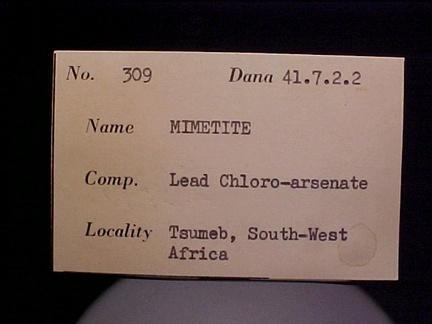 No. 309 Dana 41.7.2.2
Name MIMETITE
Comp. Lead Chloro-arsenate
Locality Tsumeb, South-West
Africa